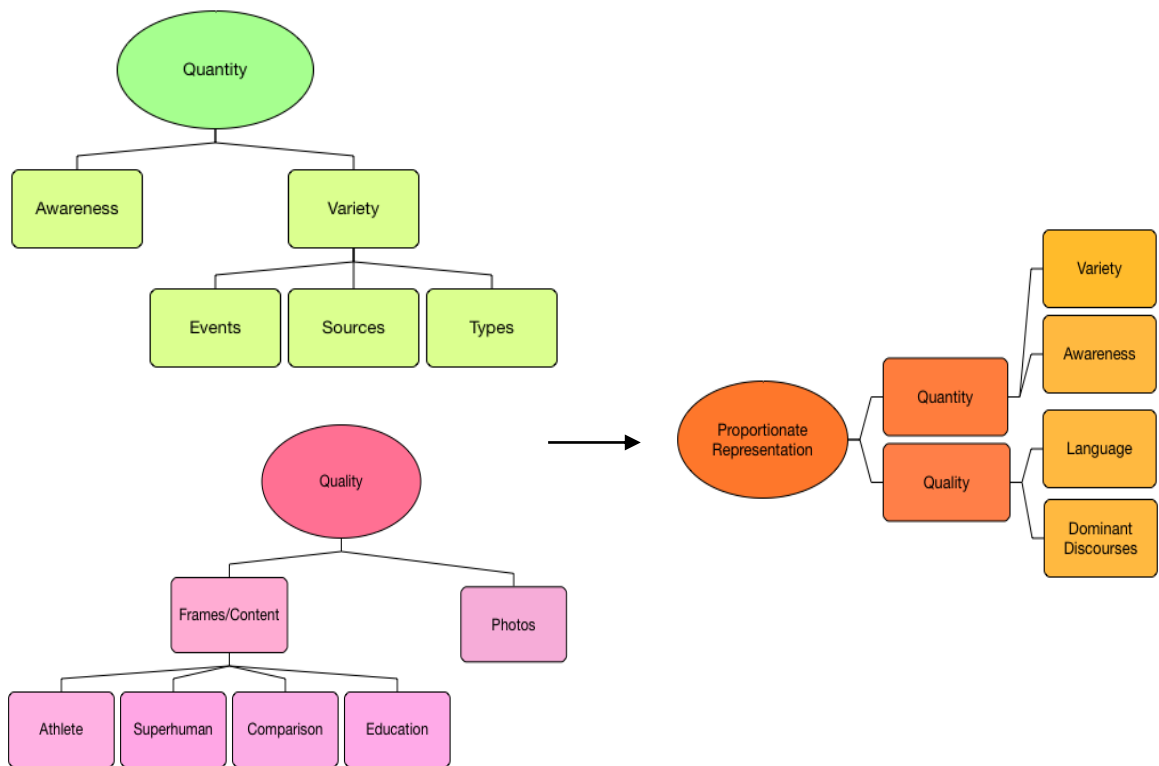 Quantity
Awareness
Variety
Events
Sources
Types
Quality
Frames/Content
Photos
Athlete
Superhuman
Comparison
Education
Proportionate
Representation
Quantity
Quality
Variety
Awareness
Language
Dominant
Discourses